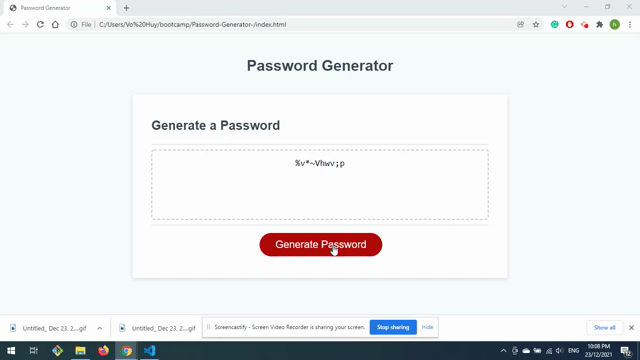 Password Generator
File
C:/Users/Vo%20Huy/bootcamp/Password-Generator-/index.html
Password Generator
Generate a Password
%v*~Vhwv;p
Generate Password
Untitled_ Dec 23, 2....gif
Untitled_ Dec 23, 2....gif
Screencastify - Screen Video Recorder is sharing your screen.
Stop sharing
Hide
Show all
10:08 PM
23/12/2021